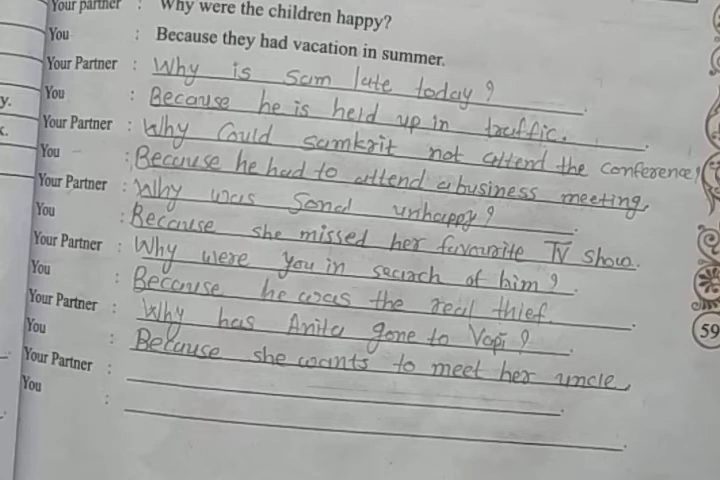 Your partner : Why were the children happy?
You : Because they had vacation in summer.
Your Partner : Why is Sam late today?
You : Because he is held up in traffic.
Your Partner : Why Could samkrit not attend the conference?
You : Because he had to attend a business meeting.
Your Partner : Why was Sonal unhappy?
You : Because she missed her favourite TV show.
Your Partner : Why were you in search of him?
You : Because he was the real thief.
Your Partner : Why has Anita gone to Vapi?
You : Because she wants to meet her uncle.
Your Partner :
You :
y.
59